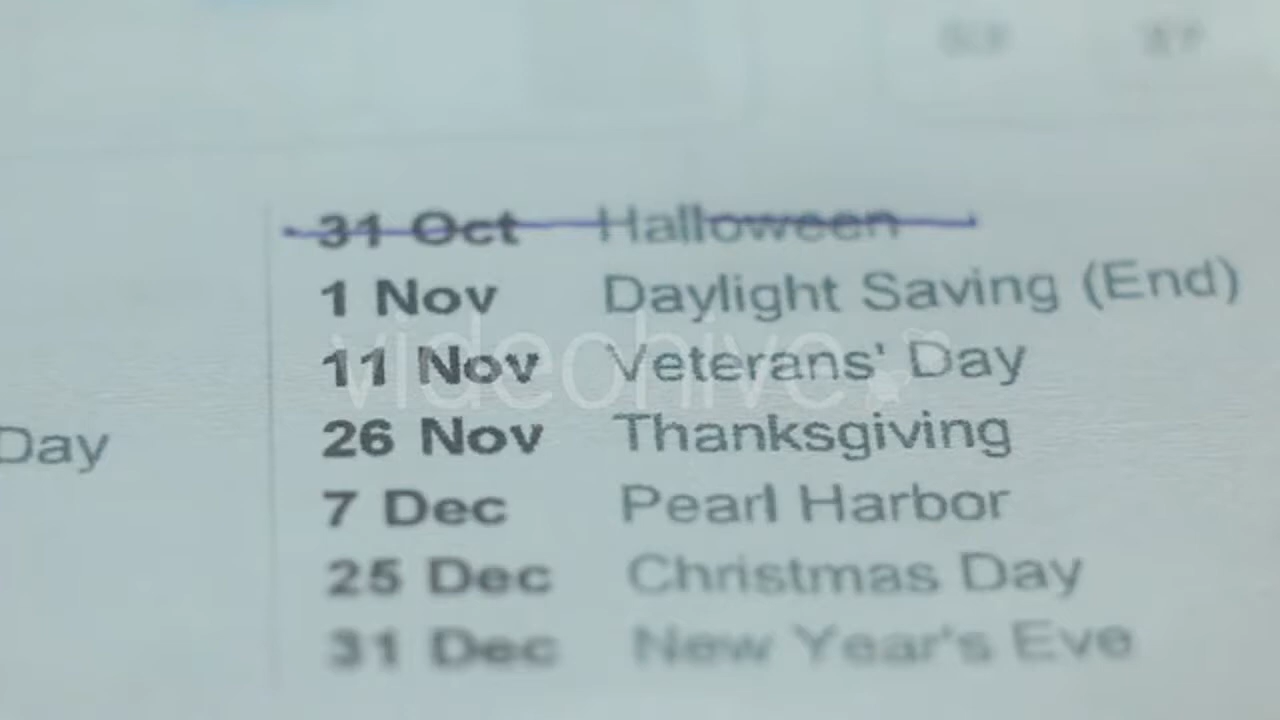 31 Oct Halloween
1 Nov Daylight Saving (End)
11 Nov Veterans' Day
videohive
Day
26 Nov Thanksgiving
7 Dec Pearl Harbor
25 Dec Christmas Day
31 Dec New Year's Eve